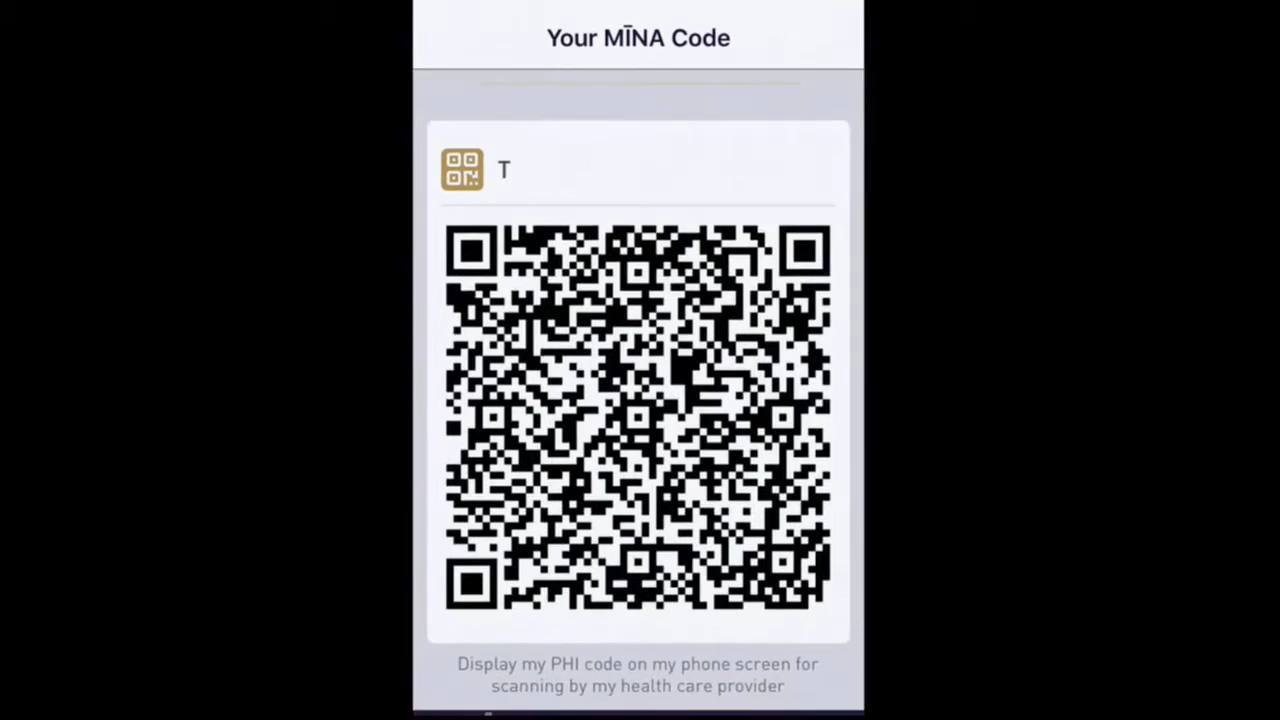 Your MĪNA Code
T
Display my PHI code on my phone screen for
scanning by my health care provider